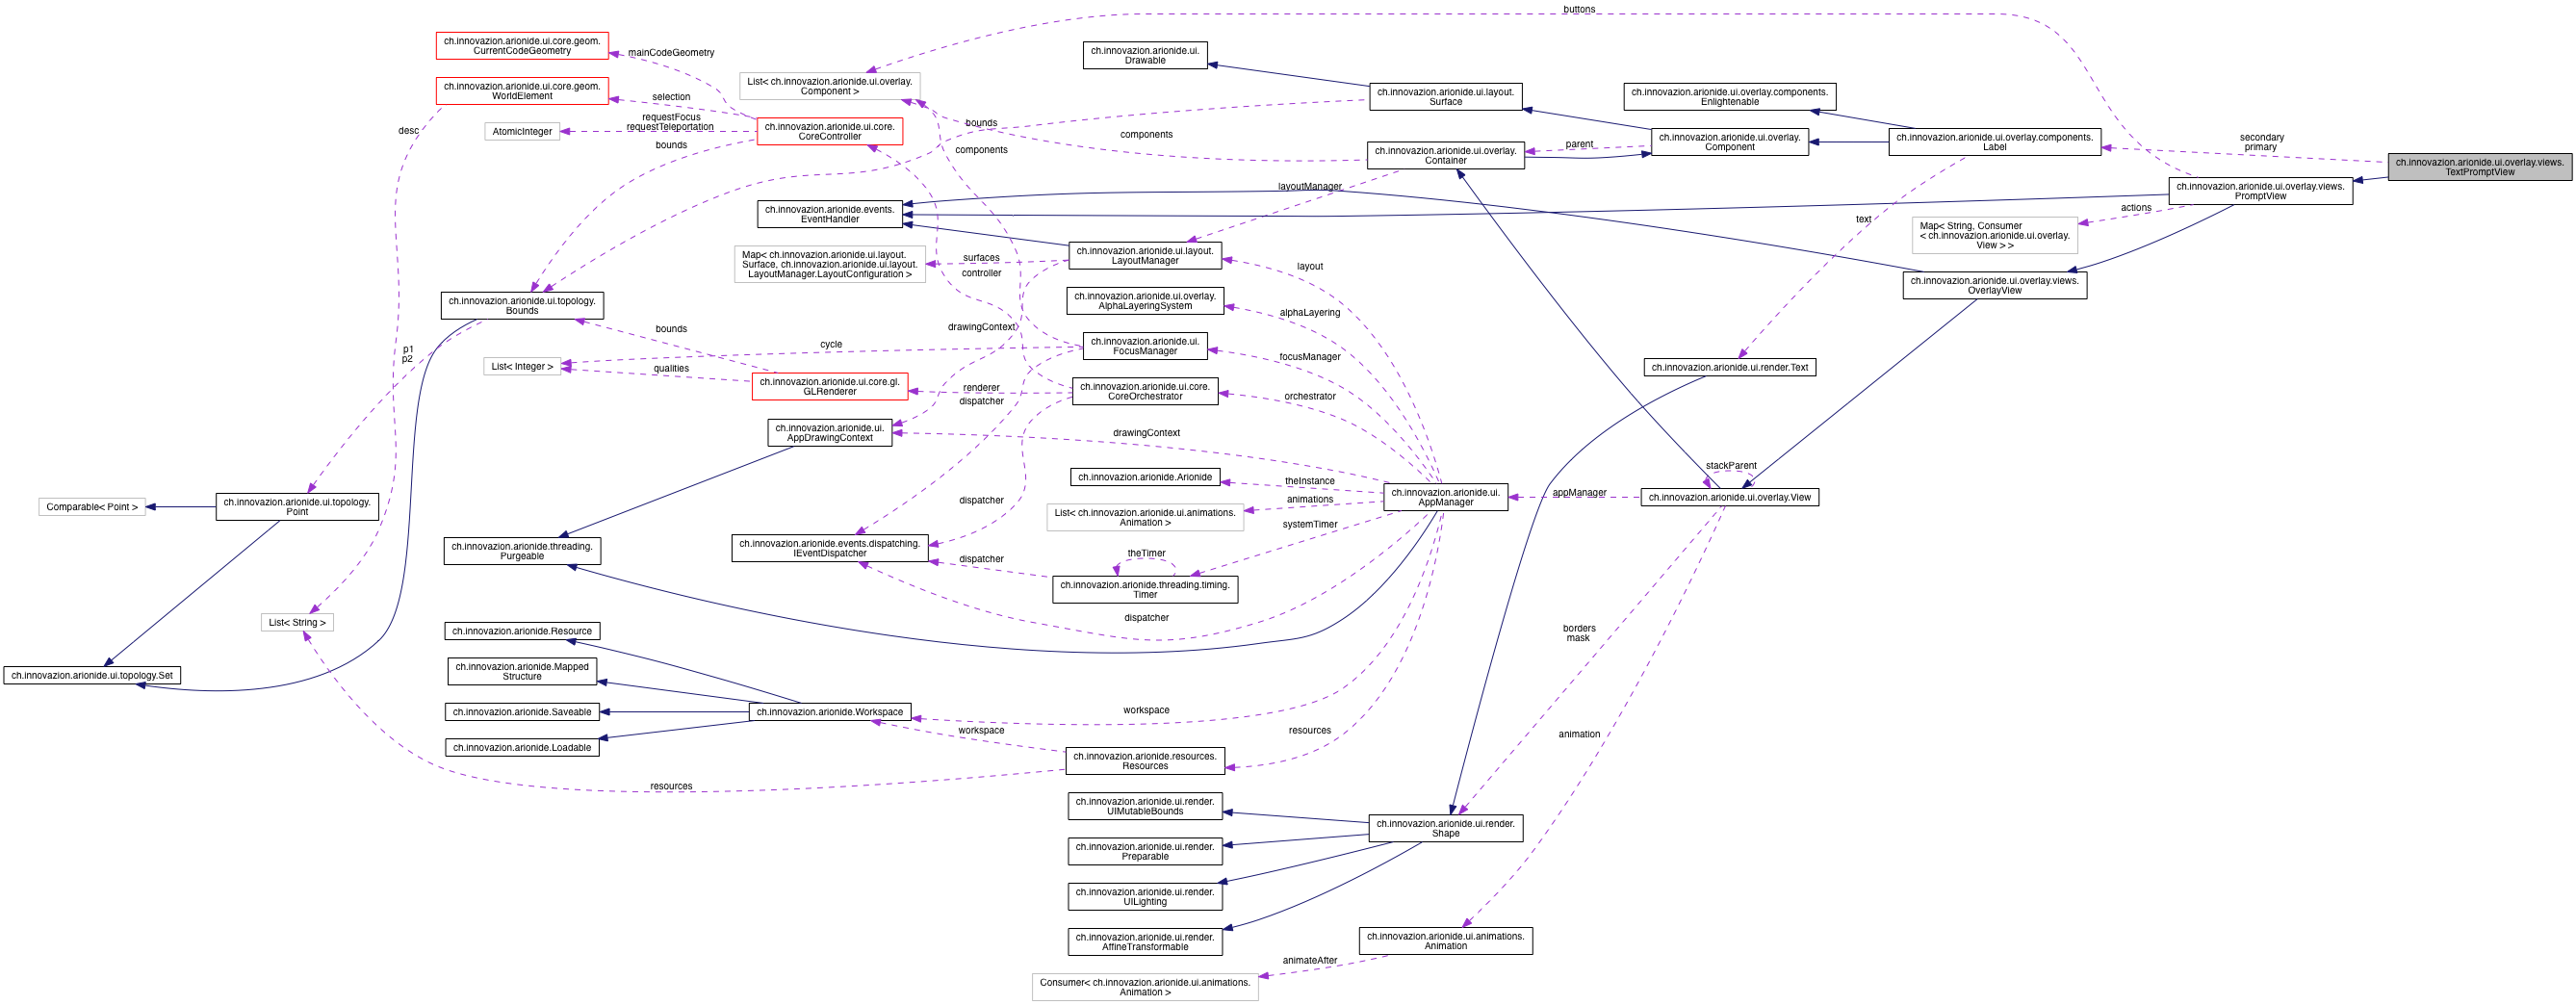 buttons
ch.innovazion.arionide.ui.core.geom.
CurrentCodeGeometry
mainCodeGeometry
ch.innovazion.arionide.ui.
Drawable
List< ch.innovazion.arionide.ui.overlay.
Component >
ch.innovazion.arionide.ui.core.geom.
WorldElement
selection
ch.innovazion.arionide.ui.layout.
Surface
ch.innovazion.arionide.ui.overlay.components.
Enlightenable
desc
AtomicInteger
requestFocus
requestTeleportation
ch.innovazion.arionide.ui.core.
CoreController
bounds
components
bounds
components
ch.innovazion.arionide.ui.overlay.
Container
parent
ch.innovazion.arionide.ui.overlay.
Component
ch.innovazion.arionide.ui.overlay.components.
Label
secondary
primary
ch.innovazion.arionide.ui.overlay.views.
TextPromptView
layoutManager
ch.innovazion.arionide.ui.overlay.views.
PromptView
ch.innovazion.arionide.events.
EventHandler
text
actions
Map< String, Consumer
< ch.innovazion.arionide.ui.overlay.
View > >
Map< ch.innovazion.arionide.ui.layout.
Surface, ch.innovazion.arionide.ui.layout.
LayoutManager.LayoutConfiguration >
surfaces
controller
ch.innovazion.arionide.ui.layout.
LayoutManager
layout
ch.innovazion.arionide.ui.overlay.views.
OverlayView
ch.innovazion.arionide.ui.topology.
Bounds
ch.innovazion.arionide.ui.overlay.
AlphaLayeringSystem
alphaLayering
bounds
drawingContext
p1
p2
cycle
ch.innovazion.arionide.ui.
FocusManager
focusManager
List< Integer >
qualities
ch.innovazion.arionide.ui.core.gl.
GLRenderer
renderer
dispatcher
ch.innovazion.arionide.ui.core.
CoreOrchestrator
orchestrator
ch.innovazion.arionide.ui.render.Text
ch.innovazion.arionide.ui.
AppDrawingContext
drawingContext
stackParent
ch.innovazion.arionide.Arionide
theInstance
ch.innovazion.arionide.ui.
AppManager
appManager
ch.innovazion.arionide.ui.overlay.View
Comparable< Point >
ch.innovazion.arionide.ui.topology.
Point
dispatcher
List< ch.innovazion.arionide.ui.animations.
Animation >
animations
systemTimer
ch.innovazion.arionide.threading.
Purgeable
ch.innovazion.arionide.events.dispatching.
IEventDispatcher
dispatcher
theTimer
ch.innovazion.arionide.threading.timing.
Timer
List< String >
dispatcher
ch.innovazion.arionide.Resource
borders
mask
ch.innovazion.arionide.ui.topology.Set
ch.innovazion.arionide.Mapped
Structure
ch.innovazion.arionide.Saveable
ch.innovazion.arionide.Workspace
workspace
workspace
resources
animation
ch.innovazion.arionide.Loadable
ch.innovazion.arionide.resources.
Resources
resources
ch.innovazion.arionide.ui.render.
UIMutableBounds
ch.innovazion.arionide.ui.render.
Shape
ch.innovazion.arionide.ui.render.
Preparable
ch.innovazion.arionide.ui.render.
UILighting
ch.innovazion.arionide.ui.render.
AffineTransformable
ch.innovazion.arionide.ui.animations.
Animation
animateAfter
Consumer< ch.innovazion.arionide.ui.animations.
Animation >